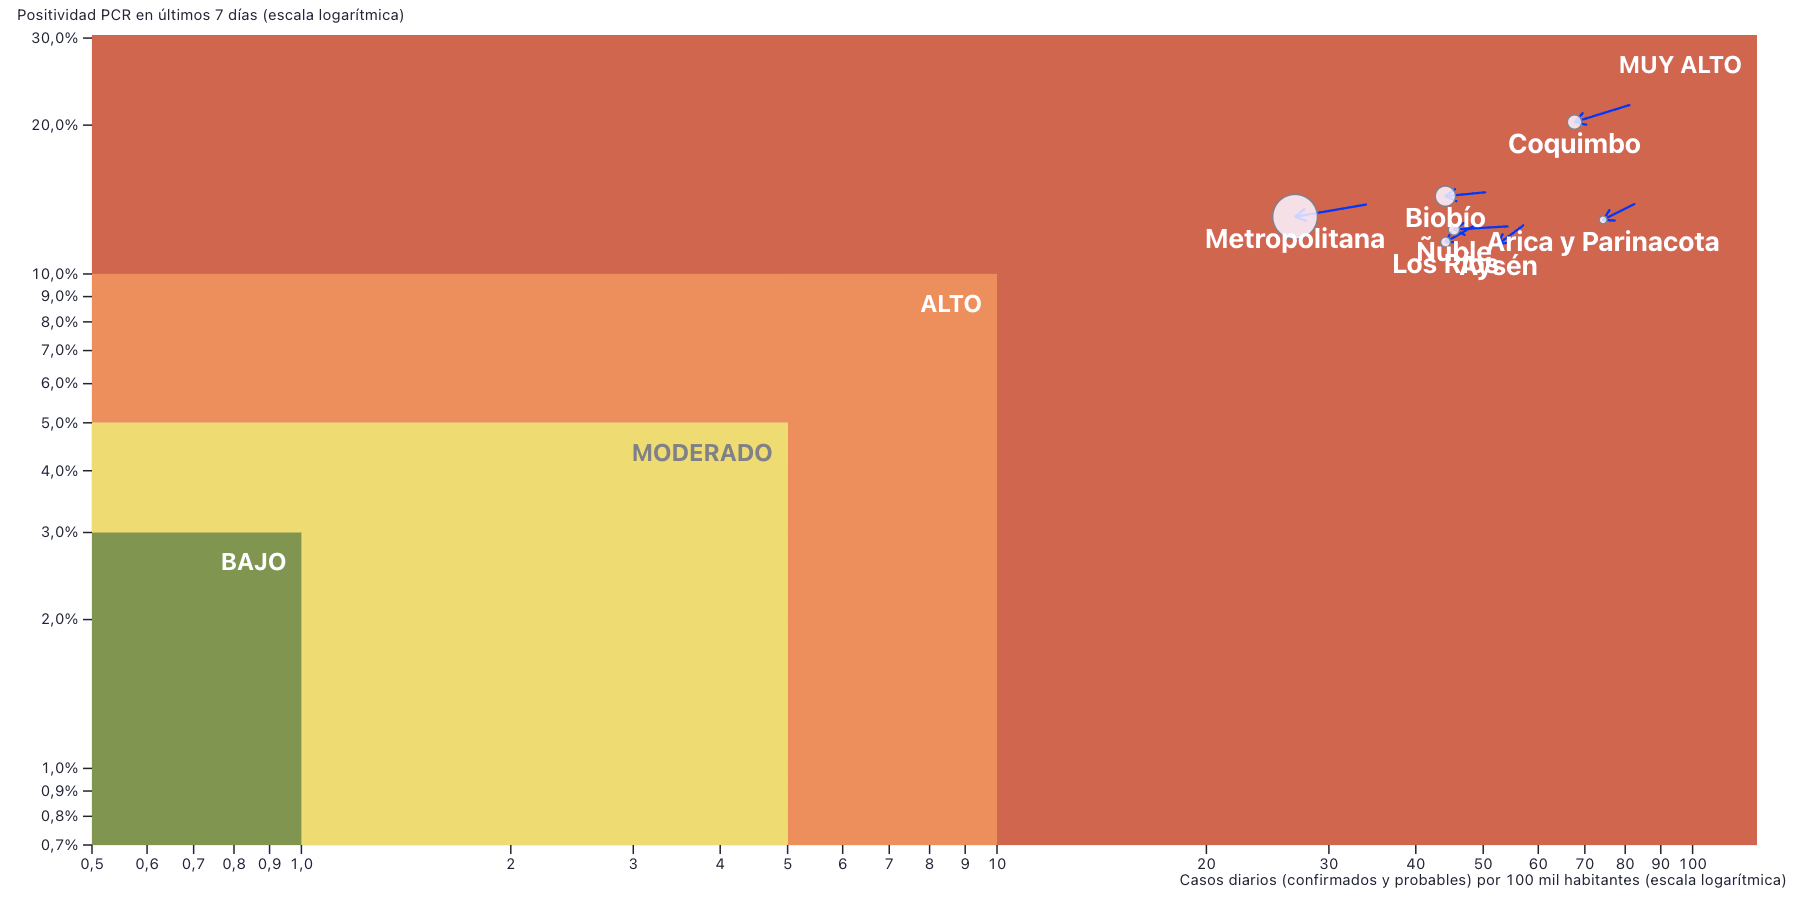 Positividad PCR en últimos 7 días (escala logarítmica)
30,0%
20,0%
10,0%
9,0%
8,0%
7,0%
6,0%
5,0%
4,0%
3,0%
2,0%
1,0%
0,9%
0,8%
0,7%
MUY ALTO
Coquimbo
Biobío
Metropolitana
Arica y Parinacota
Ñuble
Los Ríos
Aysén
ALTO
MODERADO
BAJO
0,5 0,6 0,7 0,8 0,9 1,0 2 3 4 5 6 7 8 9 10 20 30 40 50 60 70 80 90 100
Casos diarios (confirmados y probables) por 100 mil habitantes (escala logarítmica)